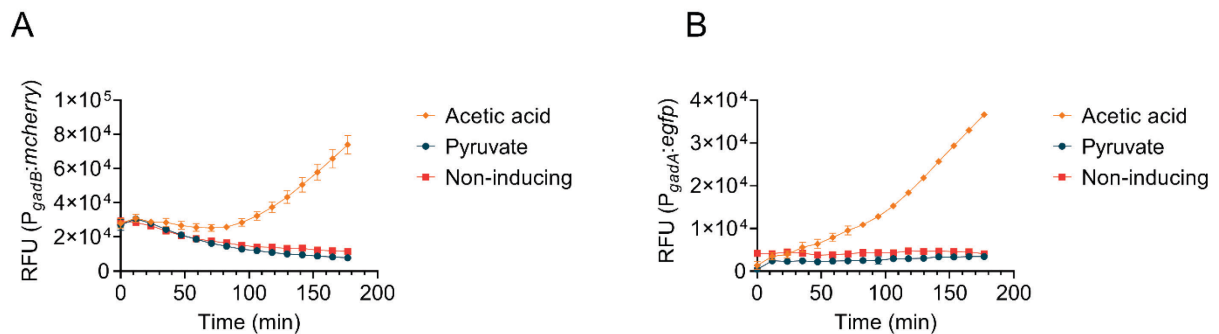 A
RFU (PgadB:mcherry)
1×10⁵
8×10⁴
6×10⁴
4×10⁴
2×10⁴
0
0 50 100 150 200
Time (min)
Acetic acid
Pyruvate
Non-inducing
B
RFU (PgadA:egfp)
4×10⁴
3×10⁴
2×10⁴
1×10⁴
0
0 50 100 150 200
Time (min)
Acetic acid
Pyruvate
Non-inducing